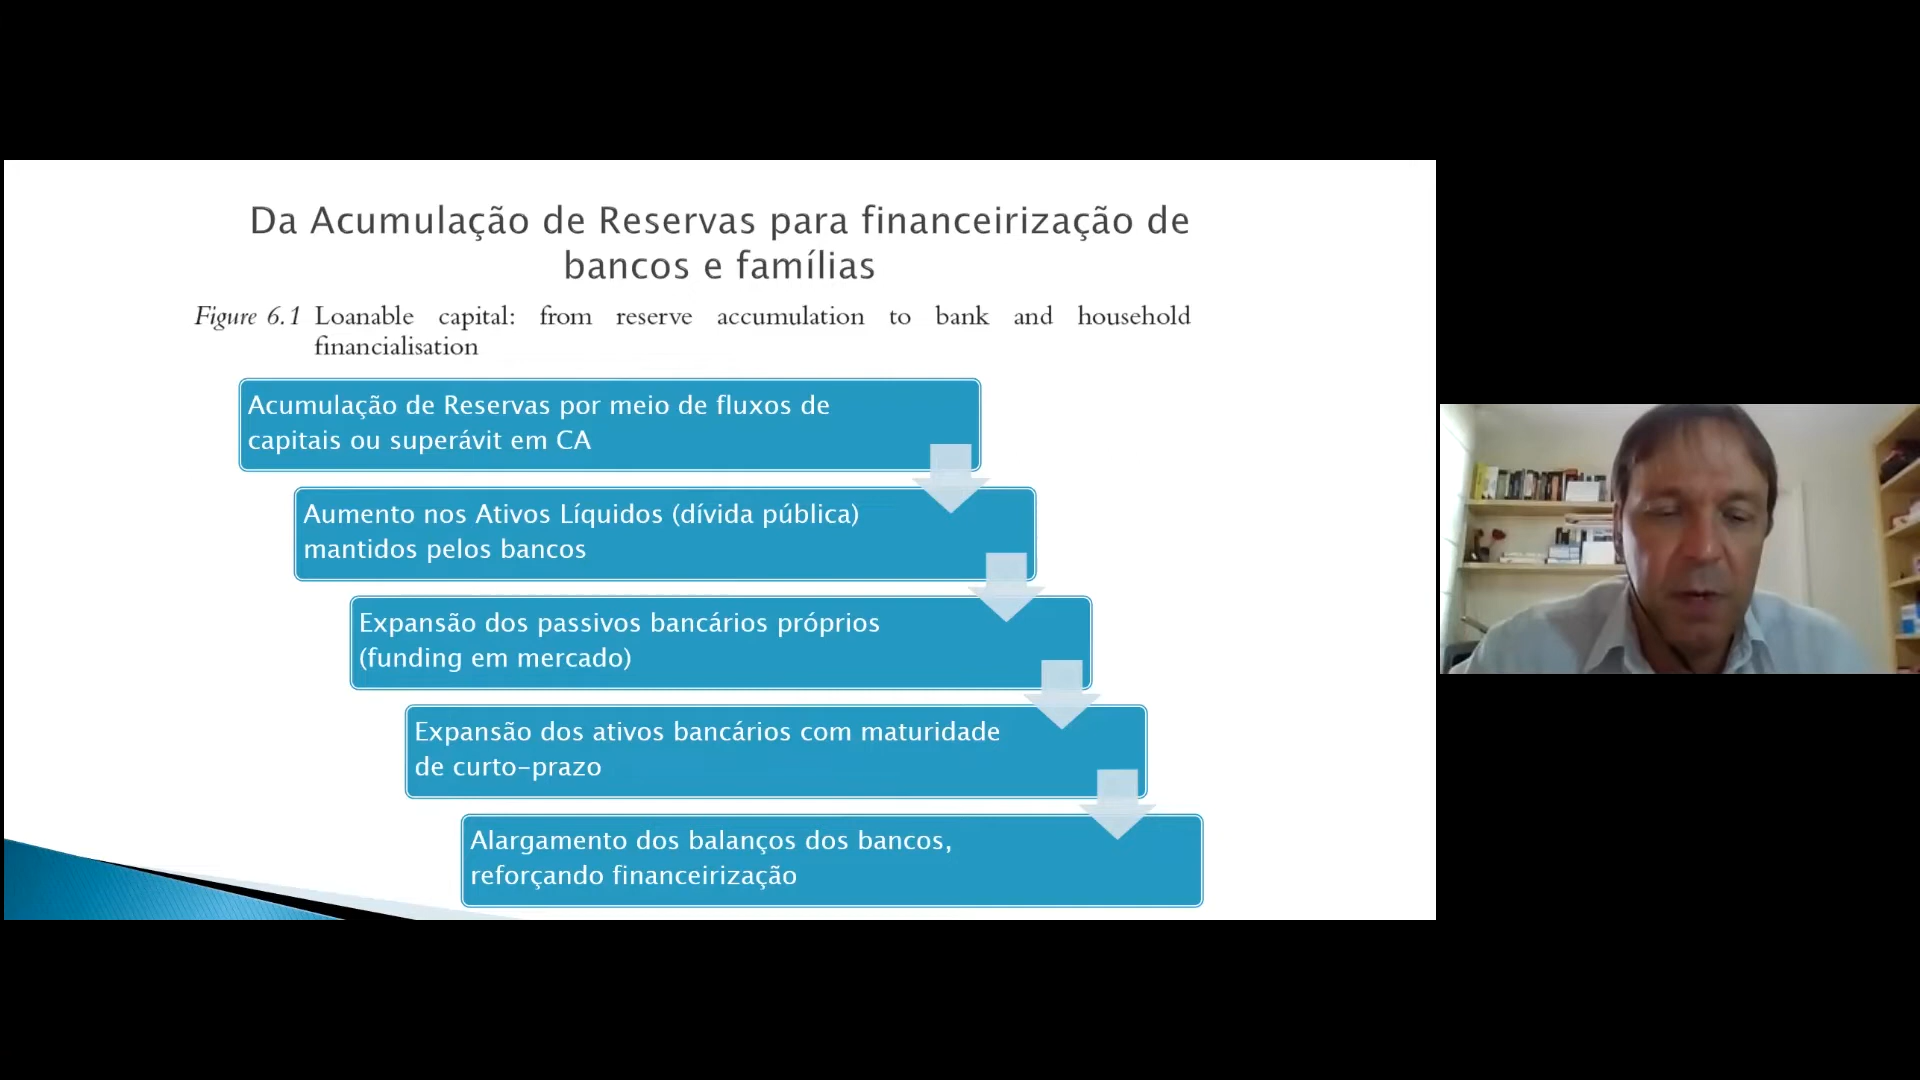 Da Acumulação de Reservas para financeirização de
bancos e famílias
Figure 6.1 Loanable capital: from reserve accumulation to bank and household
financialisation
Acumulação de Reservas por meio de fluxos de
capitais ou superávit em CA
Aumento nos Ativos Líquidos (dívida pública)
mantidos pelos bancos
Expansão dos passivos bancários próprios
(funding em mercado)
Expansão dos ativos bancários com maturidade
de curto-prazo
Alargamento dos balanços dos bancos,
reforçando financeirização